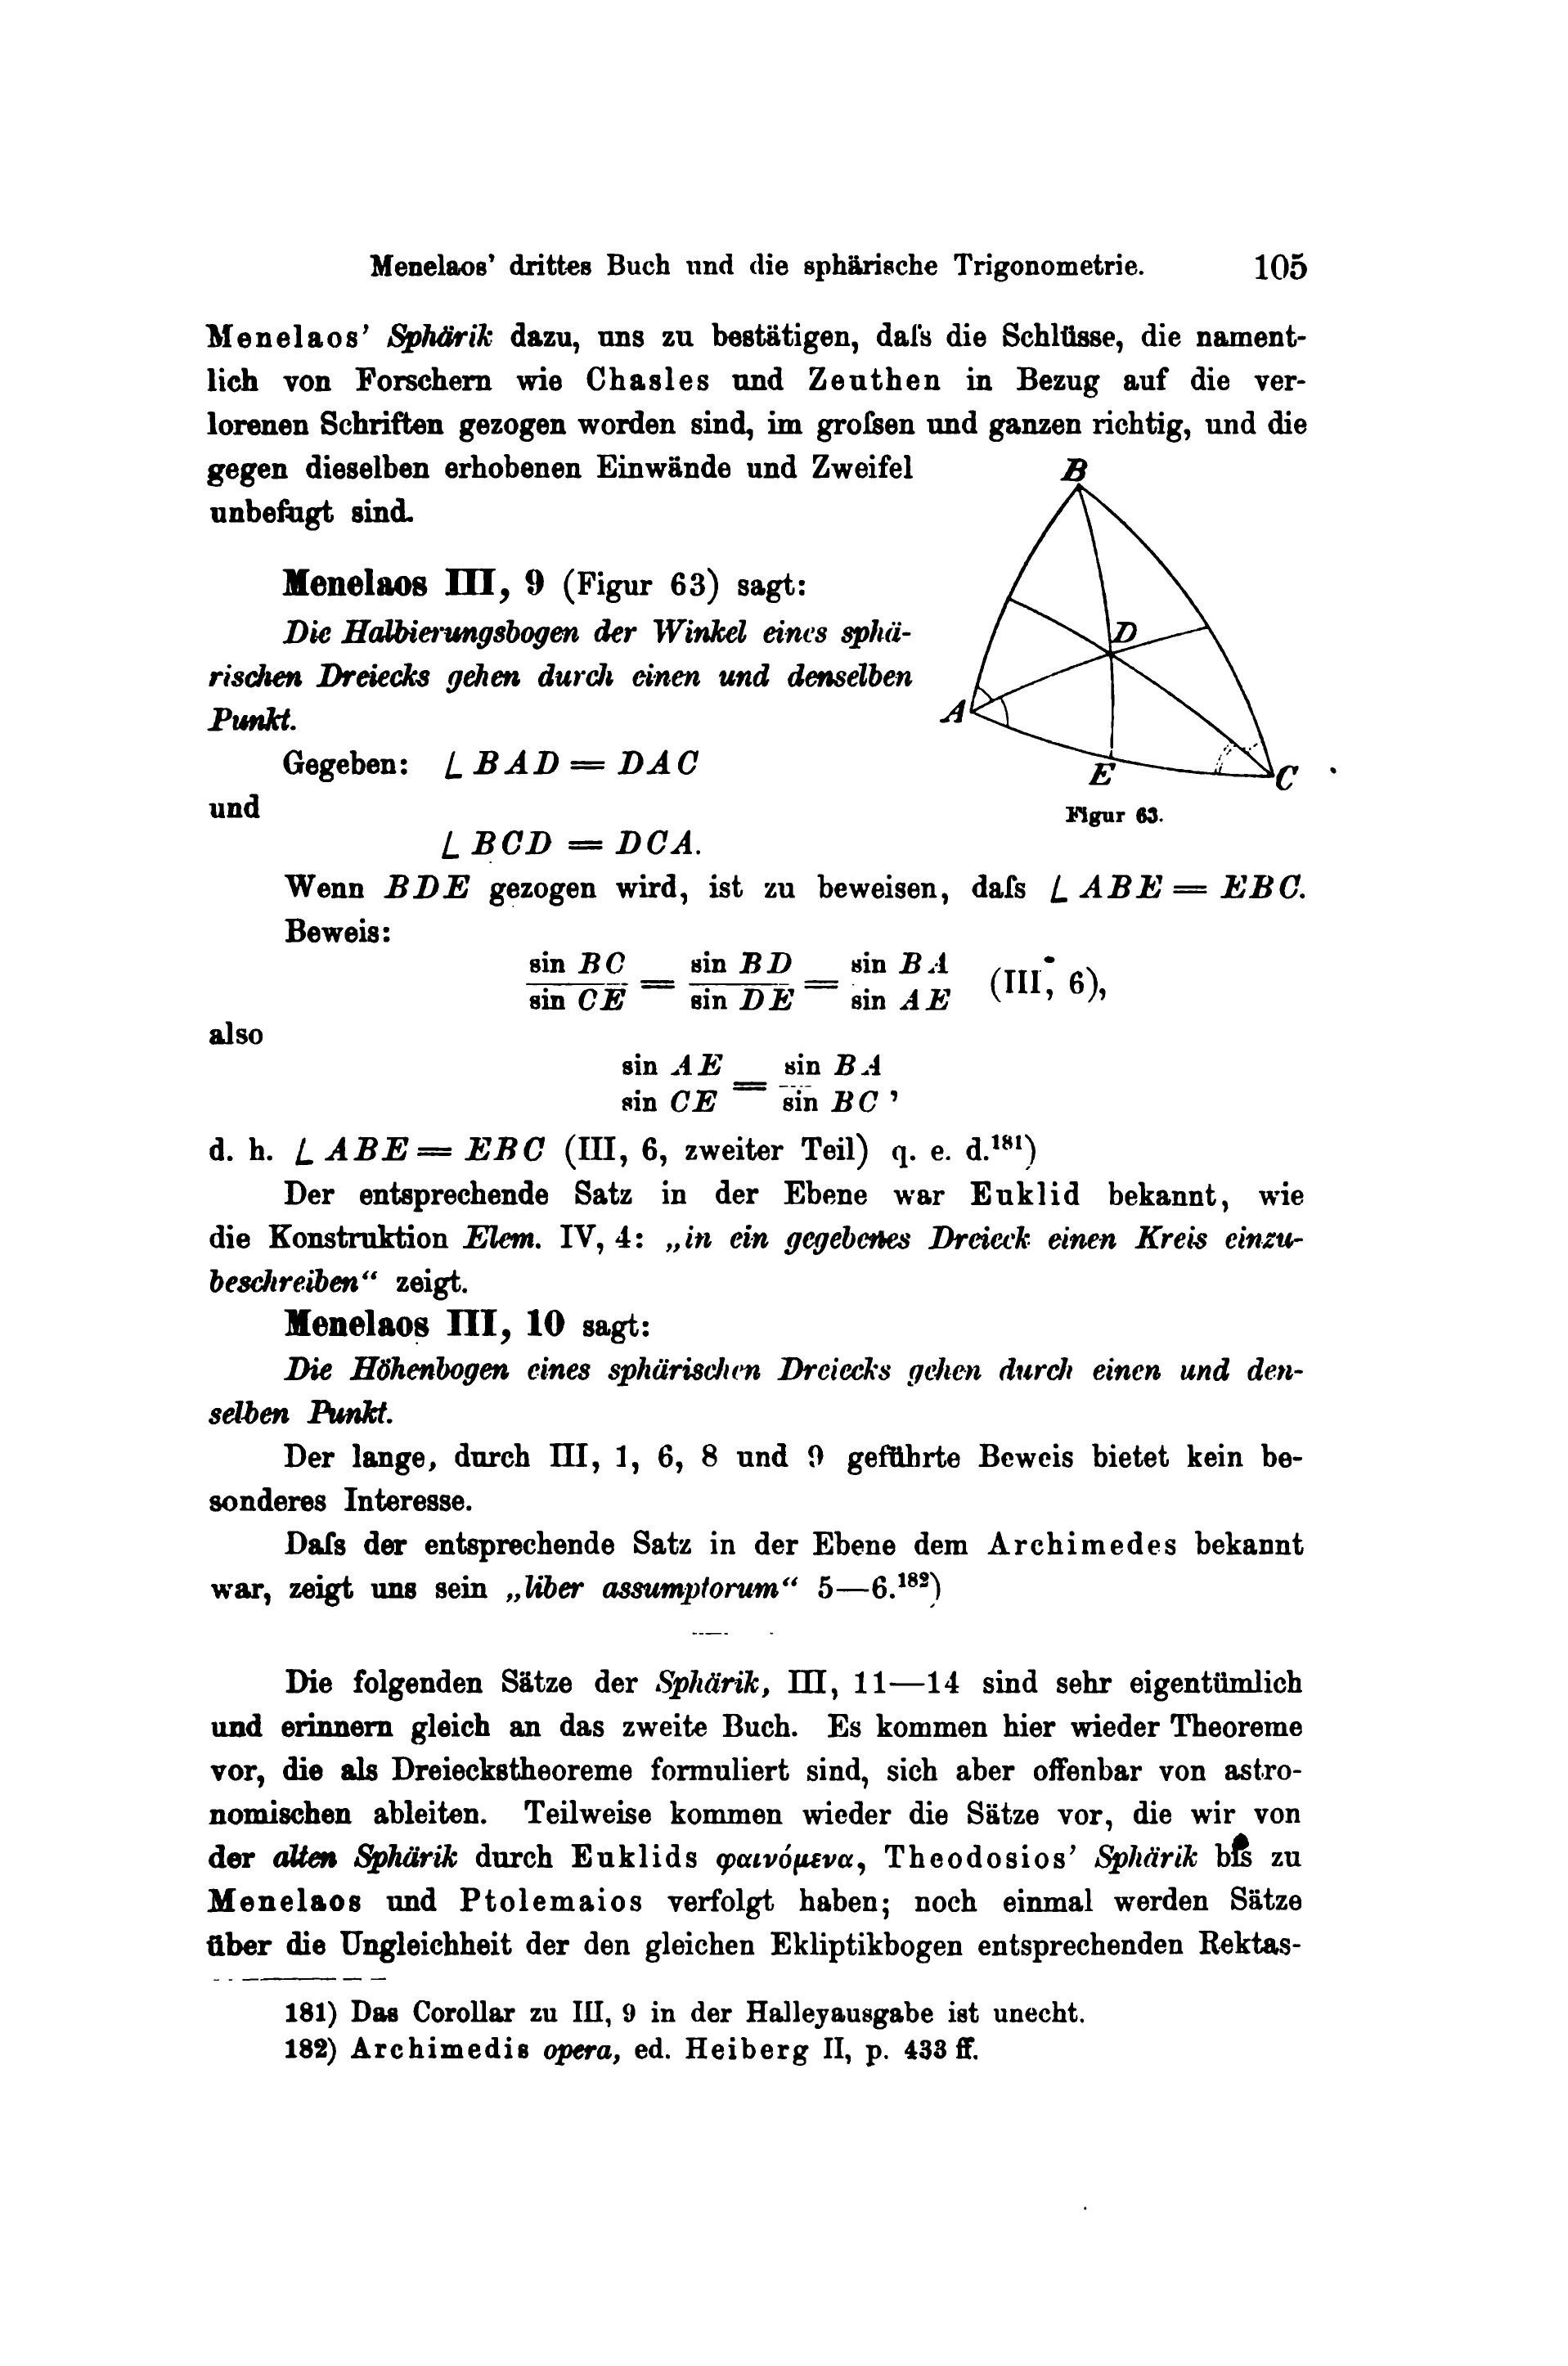 Menelaos’ drittes Buch und die sphärische Trigonometrie. 105
Menelaos’ Sphärik dazu, uns zu bestätigen, daſs die Schlüsse, die nament-
lich von Forschern wie Chasles und Zeuthen in Bezug auf die ver-
lorenen Schriften gezogen worden sind, im groſsen und ganzen richtig, und die
gegen dieselben erhobenen Einwände und Zweifel
unbefugt sind.
Menelaos III, 9 (Figur 63) sagt:
Die Halbierungsbogen der Winkel eines sphä-
rischen Dreiecks gehen durch einen und denselben
Punkt.
Gegeben: ∠ BAD = DAC
und
∠ BCD = DCA.
B
D
A
E
C
Figur 63.
Wenn BDE gezogen wird, ist zu beweisen, daſs ∠ ABE = EBC.
Beweis:
sin BC / sin CE = sin BD / sin DE = sin BA / sin AE (III, 6),
also
sin AE / sin CE = sin BA / sin BC,
d. h. ∠ ABE = EBC (III, 6, zweiter Teil) q. e. d.¹⁸¹)
Der entsprechende Satz in der Ebene war Euklid bekannt, wie
die Konstruktion Elem. IV, 4: „in ein gegebenes Dreieck einen Kreis einzu-
beschreiben“ zeigt.
Menelaos III, 10 sagt:
Die Höhenbogen eines sphärischen Dreiecks gehen durch einen und den-
selben Punkt.
Der lange, durch III, 1, 6, 8 und 9 geführte Beweis bietet kein be-
sonderes Interesse.
Daſs der entsprechende Satz in der Ebene dem Archimedes bekannt
war, zeigt uns sein „liber assumptorum“ 5—6.¹⁸²)
Die folgenden Sätze der Sphärik, III, 11—14 sind sehr eigentümlich
und erinnern gleich an das zweite Buch. Es kommen hier wieder Theoreme
vor, die als Dreieckstheoreme formuliert sind, sich aber offenbar von astro-
nomischen ableiten. Teilweise kommen wieder die Sätze vor, die wir von
der alten Sphärik durch Euklids φαινόμενα, Theodosios’ Sphärik bis zu
Menelaos und Ptolemaios verfolgt haben; noch einmal werden Sätze
über die Ungleichheit der den gleichen Ekliptikbogen entsprechenden Rektas-
181) Das Corollar zu III, 9 in der Halleyausgabe ist unecht.
182) Archimedis opera, ed. Heiberg II, p. 433 ff.